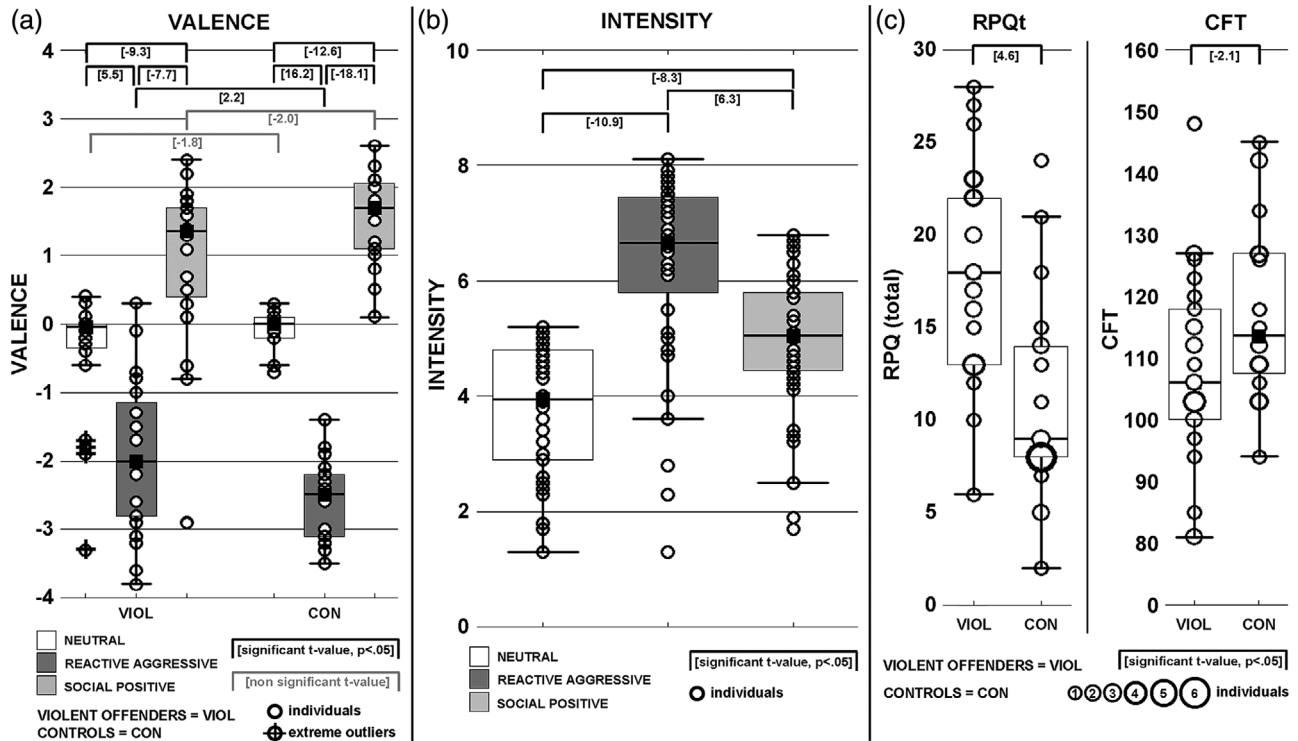 (a)
VALENCE
4
3
2
1
0
-1
-2
-3
-4
VALENCE
[-9.3]
[5.5]
[-7.7]
[-12.6]
[16.2]
[-18.1]
[2.2]
[-2.0]
[-1.8]
VIOL
CON
NEUTRAL
REACTIVE AGGRESSIVE
SOCIAL POSITIVE
[significant t-value, p<.05]
[non significant t-value]
VIOLENT OFFENDERS = VIOL
CONTROLS = CON
individuals
extreme outliers
(b)
INTENSITY
10
8
6
4
2
0
INTENSITY
[-8.3]
[6.3]
[-10.9]
NEUTRAL
REACTIVE AGGRESSIVE
SOCIAL POSITIVE
[significant t-value, p<.05]
individuals
(c)
RPQt
30
25
20
15
10
5
0
RPQ (total)
[4.6]
VIOL
CON
CFT
160
150
140
130
120
110
100
90
80
0
CFT
[-2.1]
VIOL
CON
VIOLENT OFFENDERS = VIOL
CONTROLS = CON
[significant t-value, p<.05]
1 2 3 4 5 6 individuals